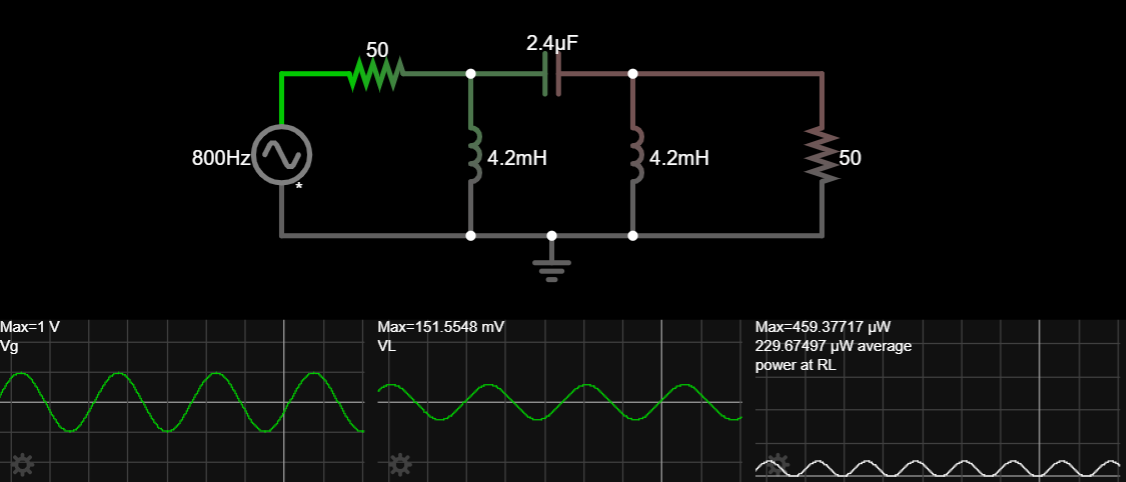 50
2.4µF
800Hz
*
4.2mH
4.2mH
50
Max=1 V
Vg
Max=151.5548 mV
VL
Max=459.37717 µW
229.67497 µW average
power at RL